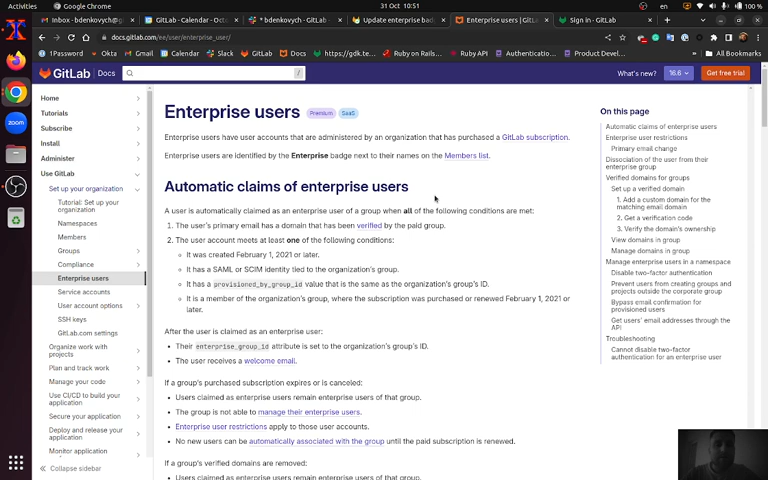 Activities
Google Chrome
31 Oct 10:51
en
100 %
Inbox - bdenkovych@gi
GitLab - Calendar - Octo
* bdenkovych - GitLab -
Update enterprise bad
Enterprise users | GitL
Sign in · GitLab
docs.gitlab.com/ee/user/enterprise_user/
1Password
Okta
Gmail
Calendar
Slack
GitLab
Docs
https://gdk.te...
Ruby on Rails...
Ruby API
Authenticatio...
Product Devel...
All Bookmarks
GitLab
Docs
/
What's new?
16.6
Get free trial
Home
Tutorials
Subscribe
Install
Administer
Use GitLab
Set up your organization
Tutorial: Set up your organization
Namespaces
Members
Groups
Compliance
Enterprise users
Service accounts
User account options
SSH keys
GitLab.com settings
Organize work with projects
Plan and track work
Manage your code
Use CI/CD to build your application
Secure your application
Deploy and release your application
Monitor application
Collapse sidebar
Enterprise users
Premium
SaaS
Enterprise users have user accounts that are administered by an organization that has purchased a GitLab subscription.
Enterprise users are identified by the Enterprise badge next to their names on the Members list.
Automatic claims of enterprise users
A user is automatically claimed as an enterprise user of a group when all of the following conditions are met:
1. The user's primary email has a domain that has been verified by the paid group.
2. The user account meets at least one of the following conditions:
It was created February 1, 2021 or later.
It has a SAML or SCIM identity tied to the organization's group.
It has a provisioned_by_group_id value that is the same as the organization's group's ID.
It is a member of the organization's group, where the subscription was purchased or renewed February 1, 2021 or
later.
After the user is claimed as an enterprise user:
Their enterprise_group_id attribute is set to the organization's group's ID.
The user receives a welcome email.
If a group's purchased subscription expires or is canceled:
Users claimed as enterprise users remain enterprise users of that group.
The group is not able to manage their enterprise users.
Enterprise user restrictions apply to those user accounts.
No new users can be automatically associated with the group until the paid subscription is renewed.
If a group's verified domains are removed:
Users claimed as enterprise users remain enterprise users of that group.
On this page
Automatic claims of enterprise users
Enterprise user restrictions
Primary email change
Dissociation of the user from their
enterprise group
Verified domains for groups
Set up a verified domain
1. Add a custom domain for the
matching email domain
2. Get a verification code
3. Verify the domain's ownership
View domains in group
Manage domains in group
Manage enterprise users in a namespace
Disable two-factor authentication
Prevent users from creating groups and
projects outside the corporate group
Bypass email confirmation for
provisioned users
Get users' email addresses through the
API
Troubleshooting
Cannot disable two-factor
authentication for an enterprise user
zoom